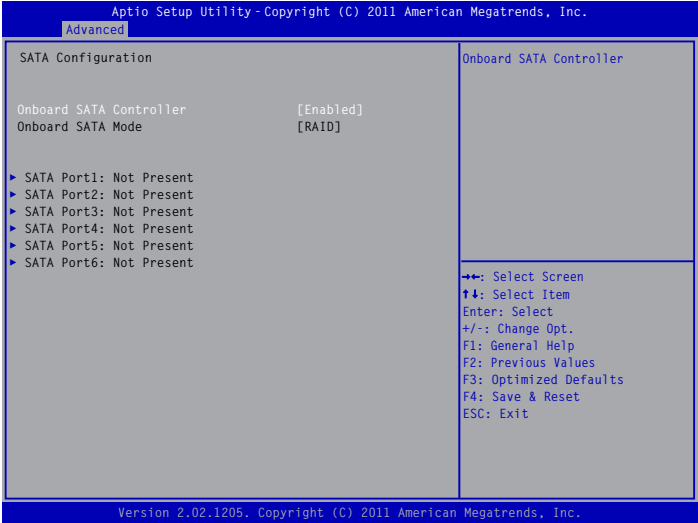 Aptio Setup Utility - Copyright (C) 2011 American Megatrends, Inc.
Advanced
SATA Configuration
Onboard SATA Controller [Enabled]
Onboard SATA Mode [RAID]
► SATA Port1: Not Present
► SATA Port2: Not Present
► SATA Port3: Not Present
► SATA Port4: Not Present
► SATA Port5: Not Present
► SATA Port6: Not Present
Onboard SATA Controller
→←: Select Screen
↑↓: Select Item
Enter: Select
+/-: Change Opt.
F1: General Help
F2: Previous Values
F3: Optimized Defaults
F4: Save & Reset
ESC: Exit
Version 2.02.1205. Copyright (C) 2011 American Megatrends, Inc.